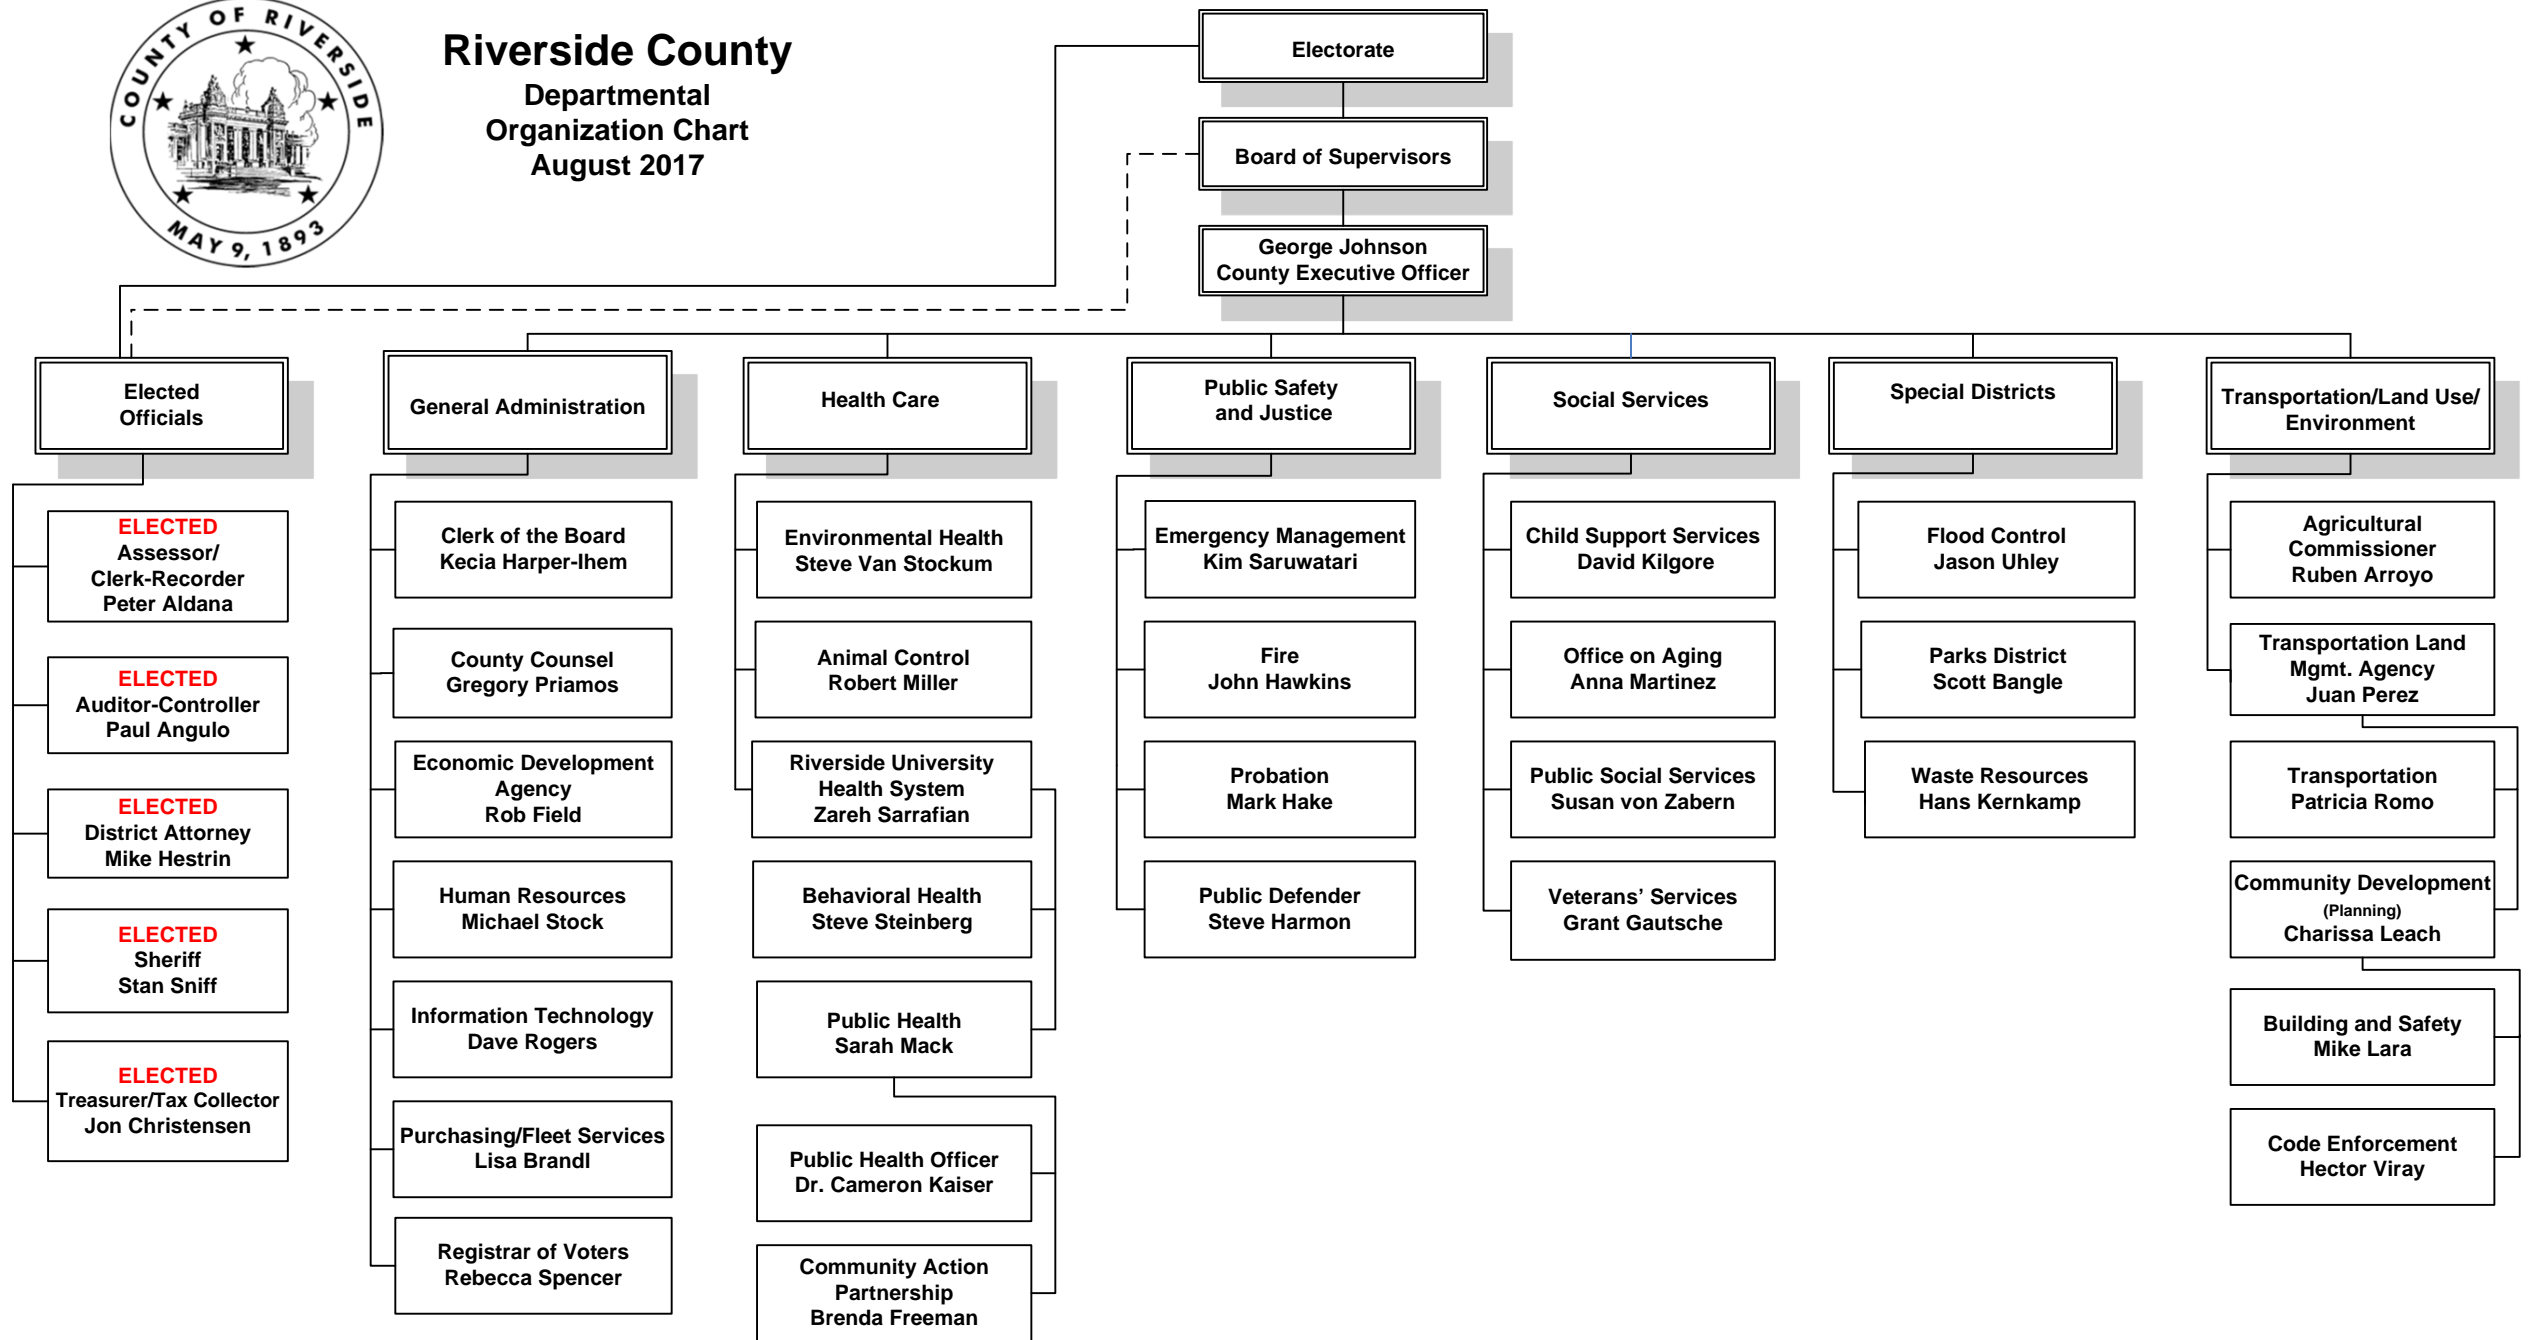 COUNTY OF RIVERSIDE
MAY 9, 1893
Riverside County
Departmental
Organization Chart
August 2017
Electorate
Board of Supervisors
George Johnson
County Executive Officer
Elected
Officials
ELECTED
Assessor/
Clerk-Recorder
Peter Aldana
ELECTED
Auditor-Controller
Paul Angulo
ELECTED
District Attorney
Mike Hestrin
ELECTED
Sheriff
Stan Sniff
ELECTED
Treasurer/Tax Collector
Jon Christensen
General Administration
Clerk of the Board
Kecia Harper-Ihem
County Counsel
Gregory Priamos
Economic Development
Agency
Rob Field
Human Resources
Michael Stock
Information Technology
Dave Rogers
Purchasing/Fleet Services
Lisa Brandl
Registrar of Voters
Rebecca Spencer
Health Care
Environmental Health
Steve Van Stockum
Animal Control
Robert Miller
Riverside University
Health System
Zareh Sarrafian
Behavioral Health
Steve Steinberg
Public Health
Sarah Mack
Public Health Officer
Dr. Cameron Kaiser
Community Action
Partnership
Brenda Freeman
Public Safety
and Justice
Emergency Management
Kim Saruwatari
Fire
John Hawkins
Probation
Mark Hake
Public Defender
Steve Harmon
Social Services
Child Support Services
David Kilgore
Office on Aging
Anna Martinez
Public Social Services
Susan von Zabern
Veterans’ Services
Grant Gautsche
Special Districts
Flood Control
Jason Uhley
Parks District
Scott Bangle
Waste Resources
Hans Kernkamp
Transportation/Land Use/
Environment
Agricultural
Commissioner
Ruben Arroyo
Transportation Land
Mgmt. Agency
Juan Perez
Transportation
Patricia Romo
Community Development
(Planning)
Charissa Leach
Building and Safety
Mike Lara
Code Enforcement
Hector Viray